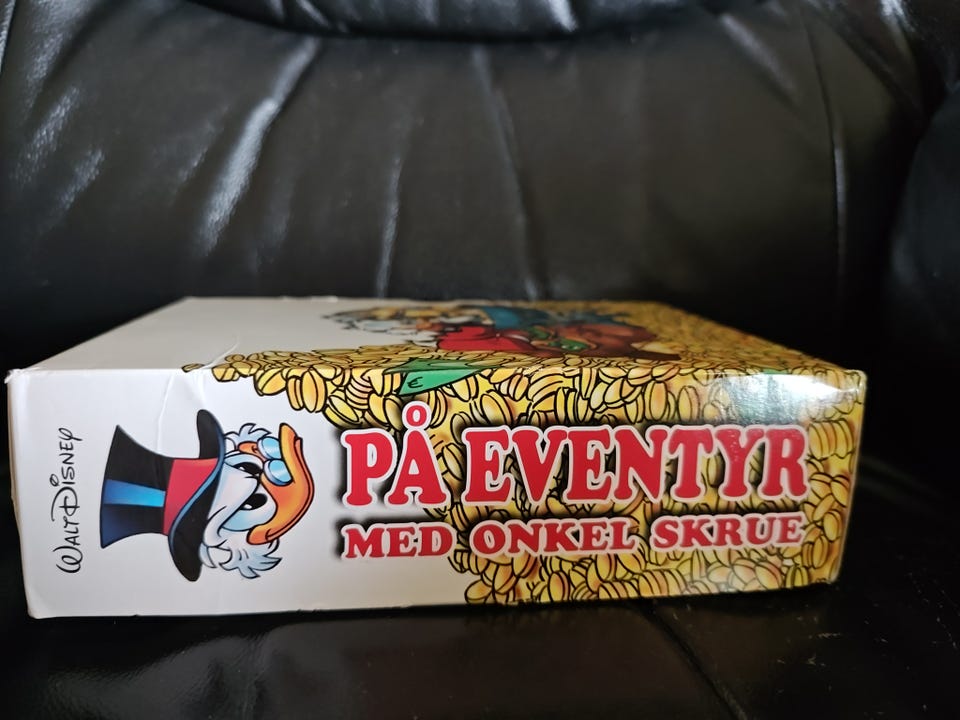 WALT DISNEY
PÅ EVENTYR
MED ONKEL SKRUE
€